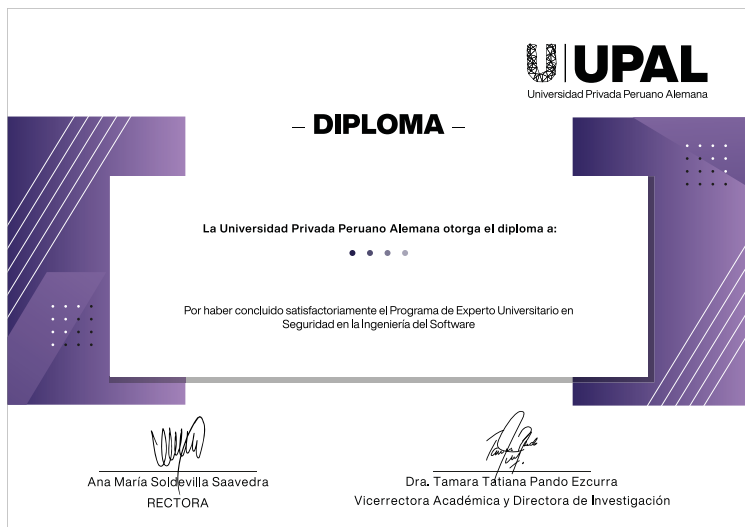 UPAL
Universidad Privada Peruano Alemana
– DIPLOMA –
La Universidad Privada Peruano Alemana otorga el diploma a:
Por haber concluido satisfactoriamente el Programa de Experto Universitario en
Seguridad en la Ingeniería del Software
Ana María Soldevilla Saavedra
RECTORA
Dra. Tamara Tatiana Pando Ezcurra
Vicerrectora Académica y Directora de Investigación